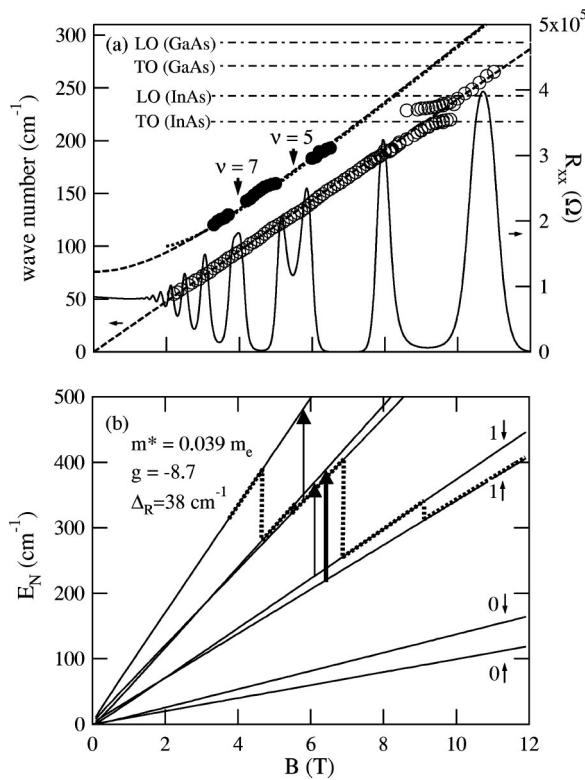 5x10⁵
300
(a)
LO (GaAs)
TO (GaAs)
250
LO (InAs)
TO (InAs)
200
150
100
50
0
4
3
2
1
0
ν = 7
ν = 5
wave number (cm⁻¹)
Rₓₓ (Ω)
500
(b)
m* = 0.039 mₑ
g = -8.7
Δ_R=38 cm⁻¹
400
300
200
100
0
E_N (cm⁻¹)
1↓
1↑
0↓
0↑
0 2 4 6 8 10 12
B (T)